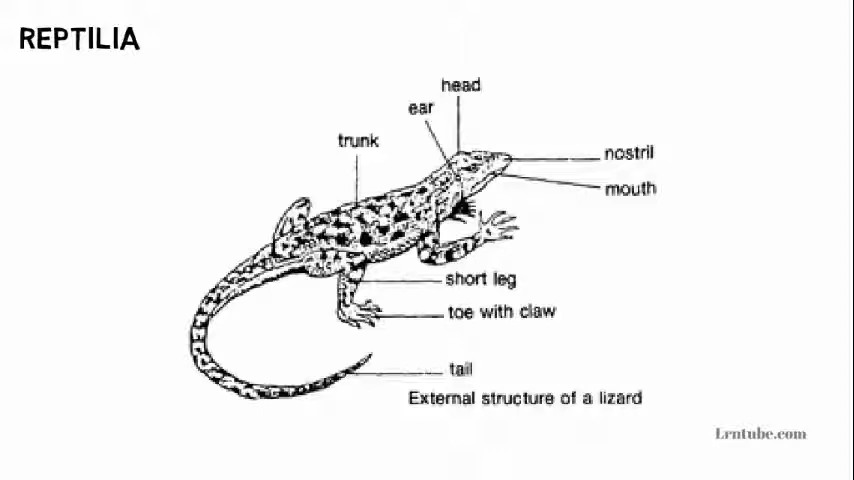 REPTILIA
head
ear
trunk
nostril
mouth
short leg
toe with claw
tail
External structure of a lizard
Lrntube.com